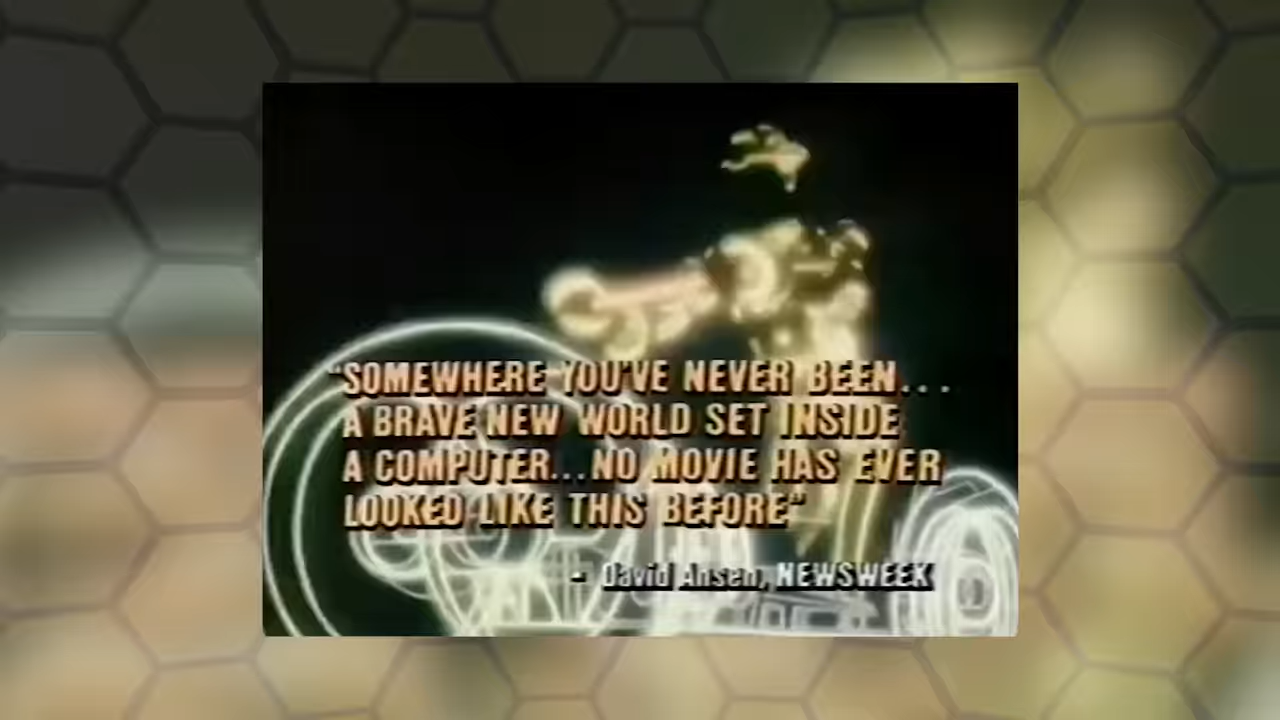 "SOMEWHERE YOU'VE NEVER BEEN...
A BRAVE NEW WORLD SET INSIDE
A COMPUTER...NO MOVIE HAS EVER
LOOKED LIKE THIS BEFORE"
- David Ansen, NEWSWEEK